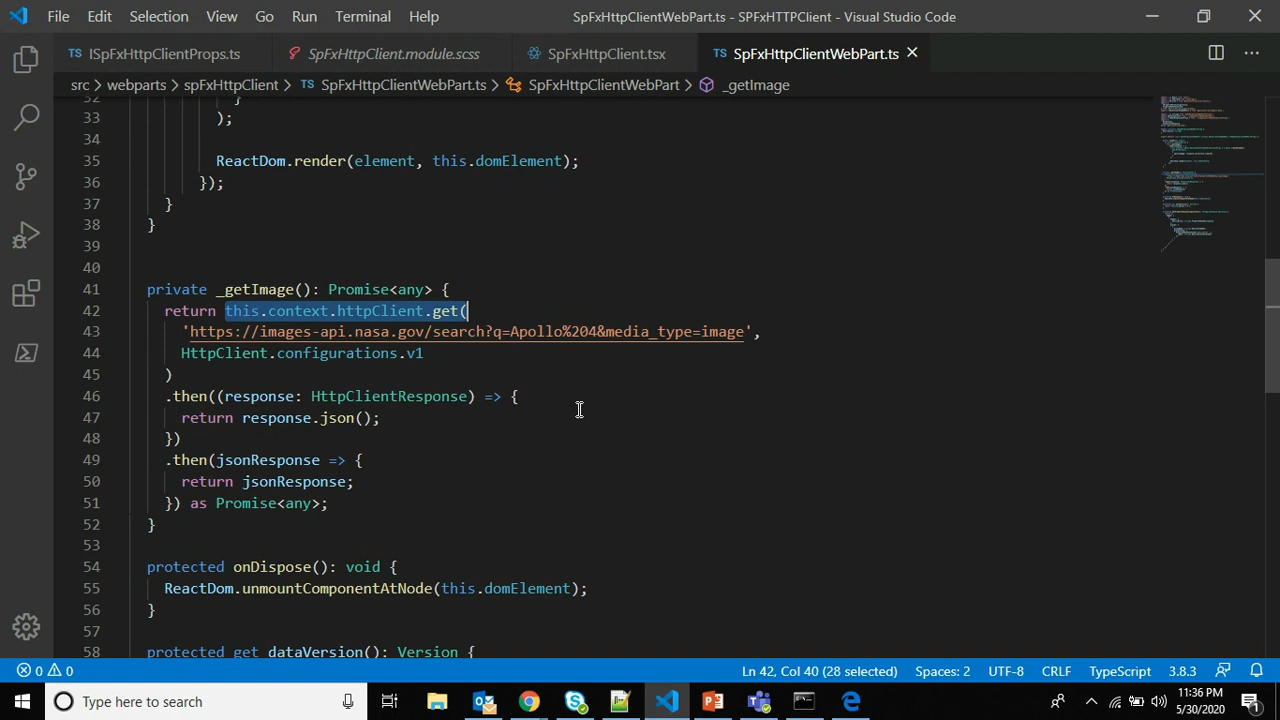 File Edit Selection View Go Run Terminal Help SpFxHttpClientWebPart.ts - SPFxHTTPClient - Visual Studio Code
TS ISpFxHttpClientProps.ts SpFxHttpClient.module.scss SpFxHttpClient.tsx TS SpFxHttpClientWebPart.ts
src > webparts > spFxHttpClient > TS SpFxHttpClientWebPart.ts > SpFxHttpClientWebPart > _getImage
32 }
33 );
34
35 ReactDom.render(element, this.domElement);
36 });
37 }
38 }
39
40
41 private _getImage(): Promise<any> {
42 return this.context.httpClient.get(
43 'https://images-api.nasa.gov/search?q=Apollo%204&media_type=image',
44 HttpClient.configurations.v1
45 )
46 .then((response: HttpClientResponse) => {
47 return response.json();
48 })
49 .then(jsonResponse => {
50 return jsonResponse;
51 }) as Promise<any>;
52 }
53
54 protected onDispose(): void {
55 ReactDom.unmountComponentAtNode(this.domElement);
56 }
57
58 protected get dataVersion(): Version {
0 0 Ln 42, Col 40 (28 selected) Spaces: 2 UTF-8 CRLF TypeScript 3.8.3
Type here to search
11:36 PM
5/30/2020
1